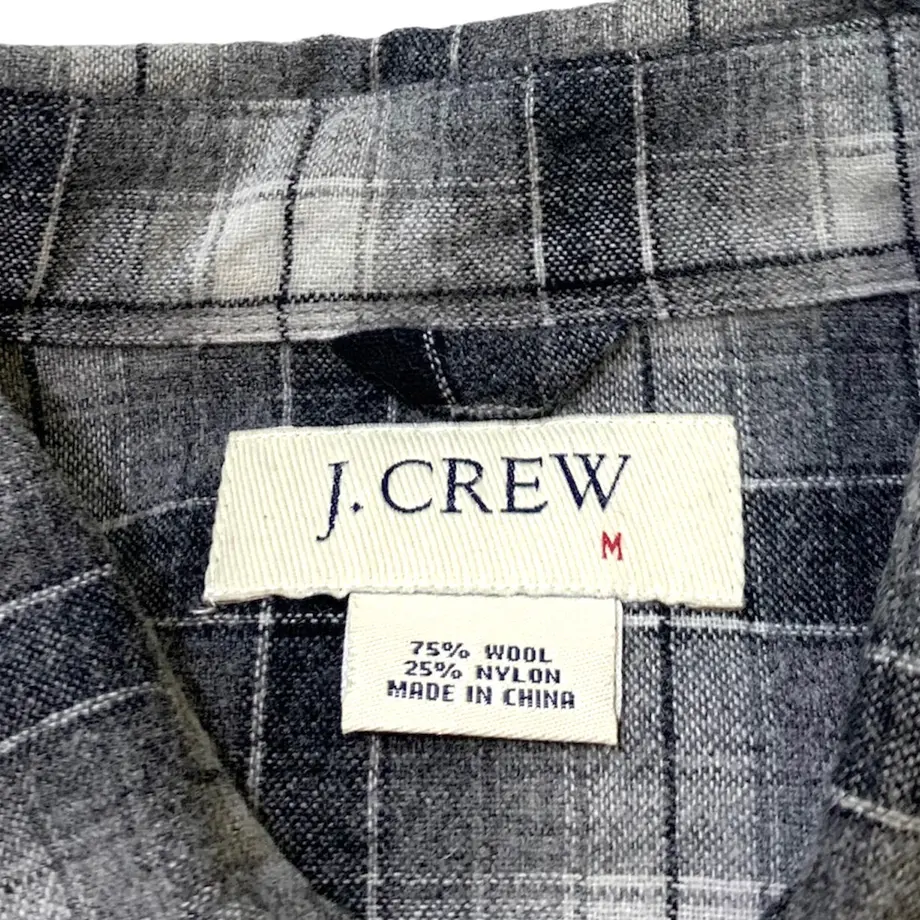 J.CREW
M
75% WOOL
25% NYLON
MADE IN CHINA